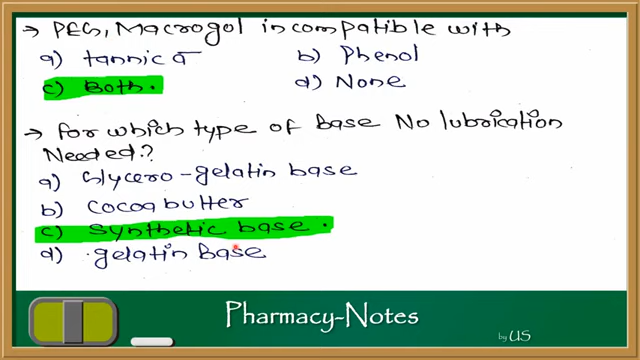 → PEG, Macrogol incompatible with
a) tannic a
b) Phenol
c) Both.
d) None
→ for which type of Base No lubrication
Needed.?
a) Glycero-gelatin base
b) Cocoabutter
c) Synthetic base.
d) .gelatin Base
Pharmacy-Notes
by US